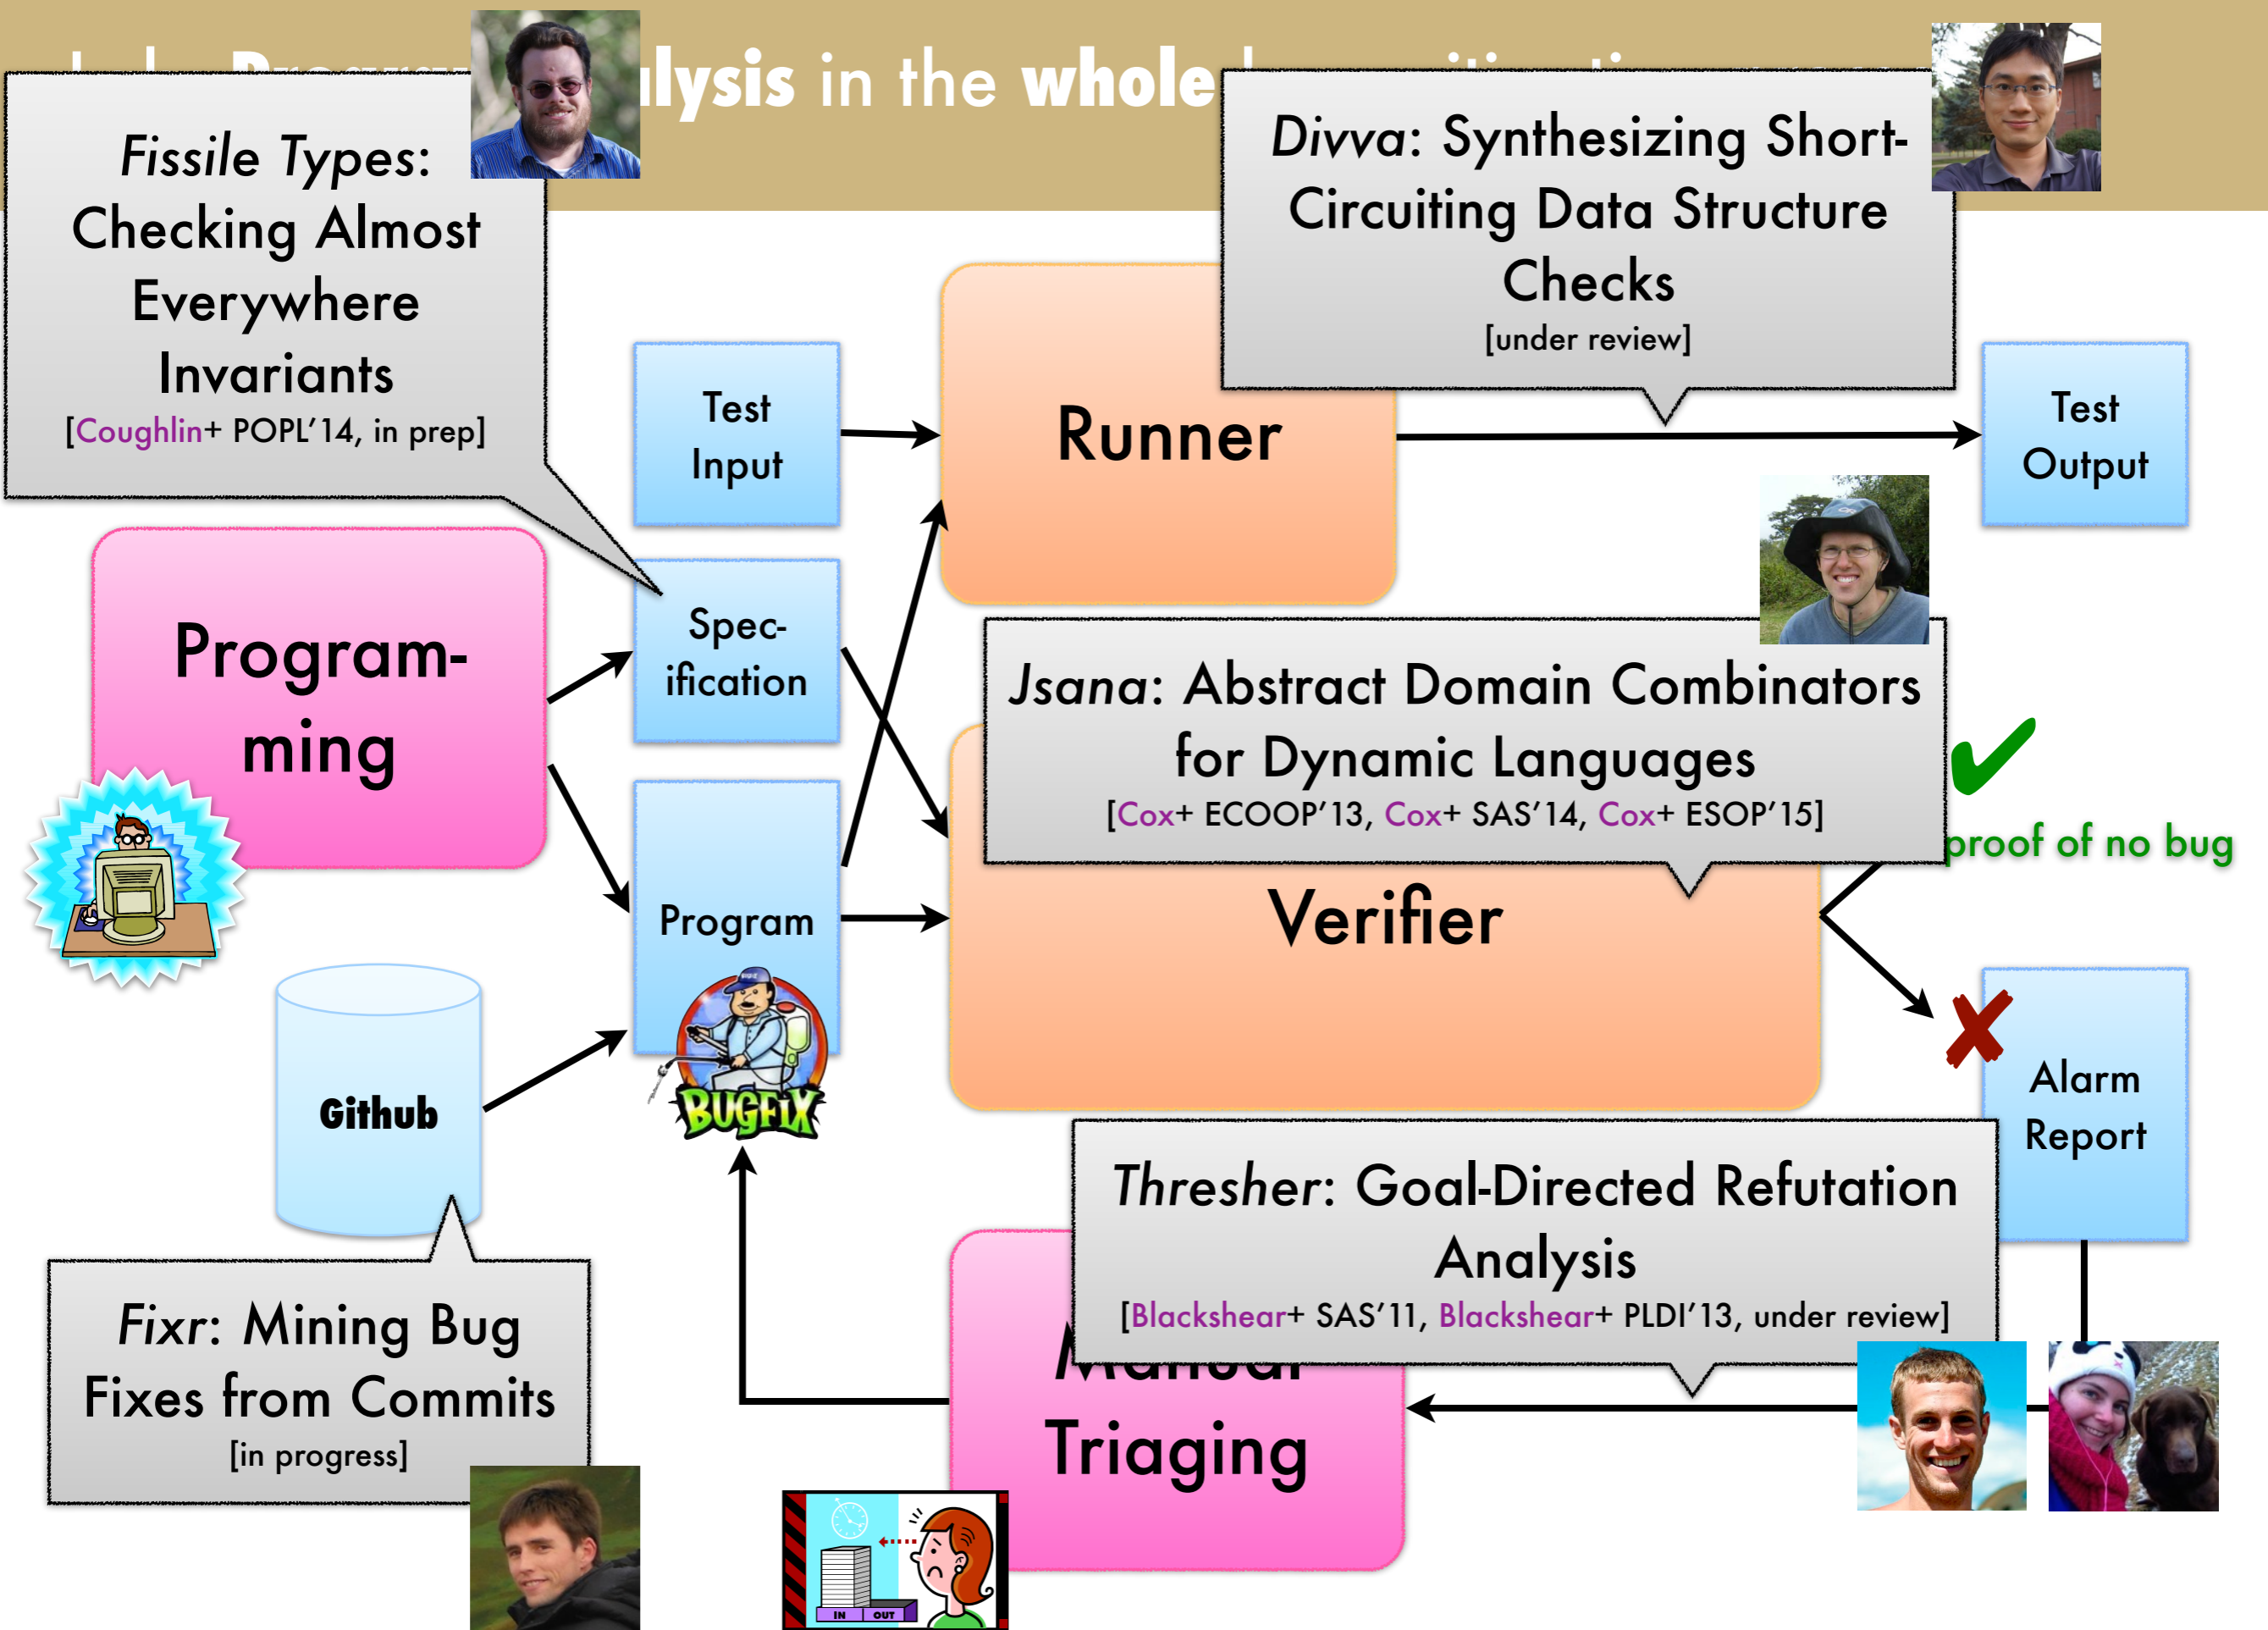 lysis in the whole
Fissile Types:
Checking Almost
Everywhere
Invariants
[Coughlin+ POPL'14, in prep]
Divva: Synthesizing Short-
Circuiting Data Structure
Checks
[under review]
Test
Input
Runner
Test
Output
Program-
ming
Spec-
ification
Jsana: Abstract Domain Combinators
for Dynamic Languages
[Cox+ ECOOP'13, Cox+ SAS'14, Cox+ ESOP'15]
✔
proof of no bug
Program
Verifier
BUGFIX
Github
✘
Alarm
Report
Thresher: Goal-Directed Refutation
Analysis
[Blackshear+ SAS'11, Blackshear+ PLDI'13, under review]
Fixr: Mining Bug
Fixes from Commits
[in progress]
Manual
Triaging
IN OUT